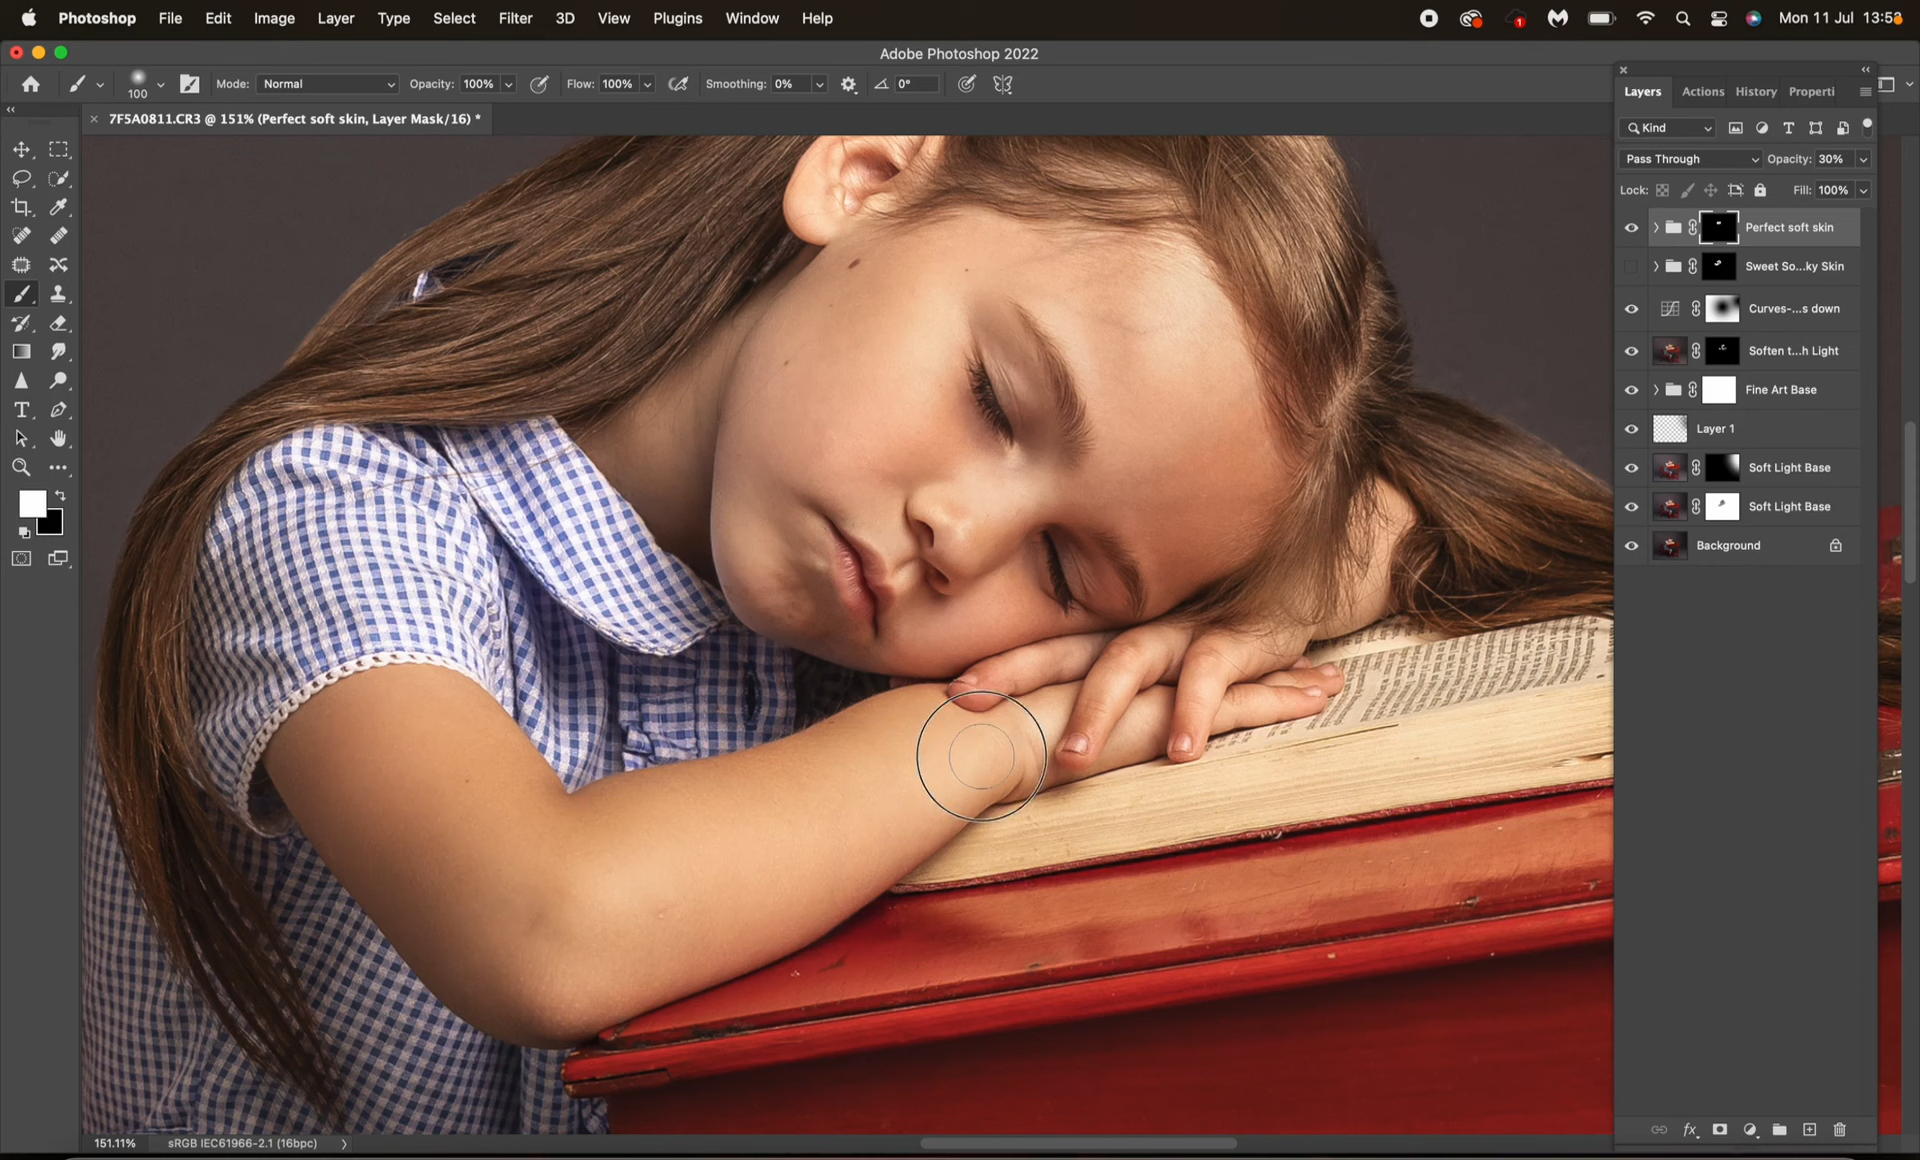 Photoshop File Edit Image Layer Type Select Filter 3D View Plugins Window Help
1
Mon 11 Jul 13:53
Adobe Photoshop 2022
100
Mode: Normal Opacity: 100% Flow: 100% Smoothing: 0% 0°
7F5A0811.CR3 @ 151% (Perfect soft skin, Layer Mask/16) *
Layers Actions History Properti
Kind
Pass Through Opacity: 30%
Lock: Fill: 100%
Perfect soft skin
Sweet So...ky Skin
Curves-...s down
Soften t...h Light
Fine Art Base
Layer 1
Soft Light Base
Soft Light Base
Background
fx
151.11% sRGB IEC61966-2.1 (16bpc)